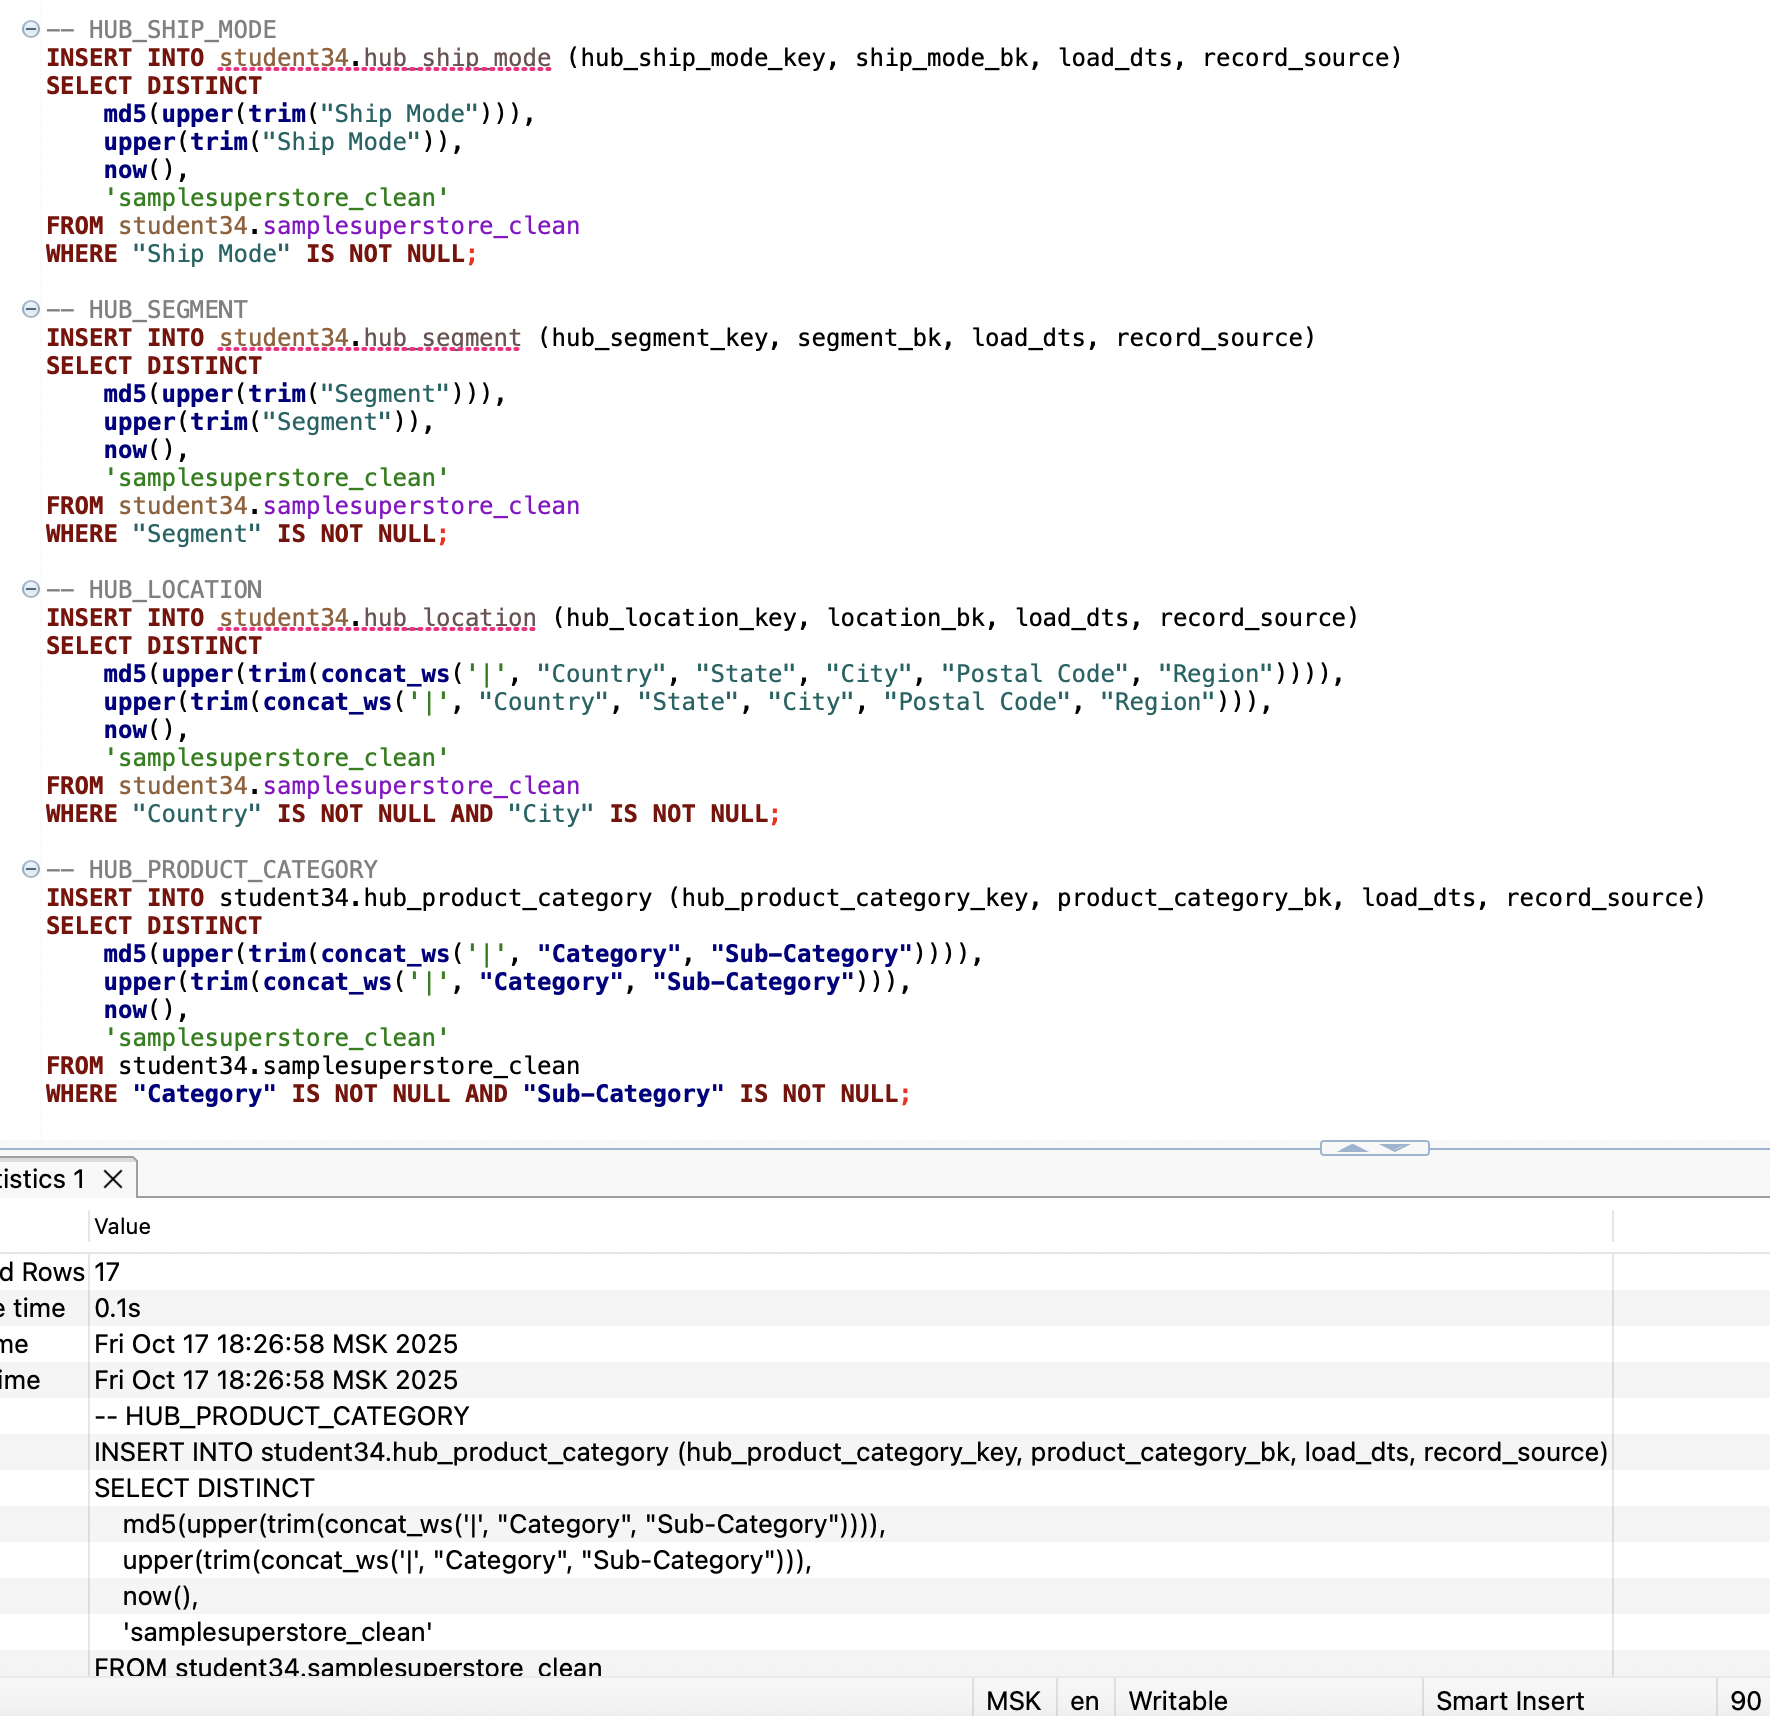 -- HUB_SHIP_MODE
INSERT INTO student34.hub_ship_mode (hub_ship_mode_key, ship_mode_bk, load_dts, record_source)
SELECT DISTINCT
    md5(upper(trim("Ship Mode"))),
    upper(trim("Ship Mode")),
    now(),
    'samplesuperstore_clean'
FROM student34.samplesuperstore_clean
WHERE "Ship Mode" IS NOT NULL;
-- HUB_SEGMENT
INSERT INTO student34.hub_segment (hub_segment_key, segment_bk, load_dts, record_source)
SELECT DISTINCT
    md5(upper(trim("Segment"))),
    upper(trim("Segment")),
    now(),
    'samplesuperstore_clean'
FROM student34.samplesuperstore_clean
WHERE "Segment" IS NOT NULL;
-- HUB_LOCATION
INSERT INTO student34.hub_location (hub_location_key, location_bk, load_dts, record_source)
SELECT DISTINCT
    md5(upper(trim(concat_ws('|', "Country", "State", "City", "Postal Code", "Region")))),
    upper(trim(concat_ws('|', "Country", "State", "City", "Postal Code", "Region"))),
    now(),
    'samplesuperstore_clean'
FROM student34.samplesuperstore_clean
WHERE "Country" IS NOT NULL AND "City" IS NOT NULL;
-- HUB_PRODUCT_CATEGORY
INSERT INTO student34.hub_product_category (hub_product_category_key, product_category_bk, load_dts, record_source)
SELECT DISTINCT
    md5(upper(trim(concat_ws('|', "Category", "Sub-Category")))),
    upper(trim(concat_ws('|', "Category", "Sub-Category"))),
    now(),
    'samplesuperstore_clean'
FROM student34.samplesuperstore_clean
WHERE "Category" IS NOT NULL AND "Sub-Category" IS NOT NULL;
tistics 1
Value
d Rows 17
e time 0.1s
me Fri Oct 17 18:26:58 MSK 2025
ime Fri Oct 17 18:26:58 MSK 2025
-- HUB_PRODUCT_CATEGORY
INSERT INTO student34.hub_product_category (hub_product_category_key, product_category_bk, load_dts, record_source)
SELECT DISTINCT
    md5(upper(trim(concat_ws('|', "Category", "Sub-Category")))),
    upper(trim(concat_ws('|', "Category", "Sub-Category"))),
    now(),
    'samplesuperstore_clean'
FROM student34.samplesuperstore_clean
MSK en Writable Smart Insert 90